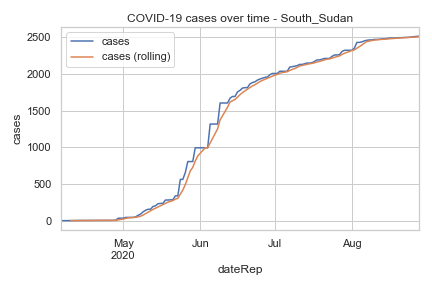 COVID-19 cases over time - South_Sudan
cases
cases (rolling)
2500
2000
1500
1000
500
0
cases
May
2020
Jun
Jul
Aug
dateRep